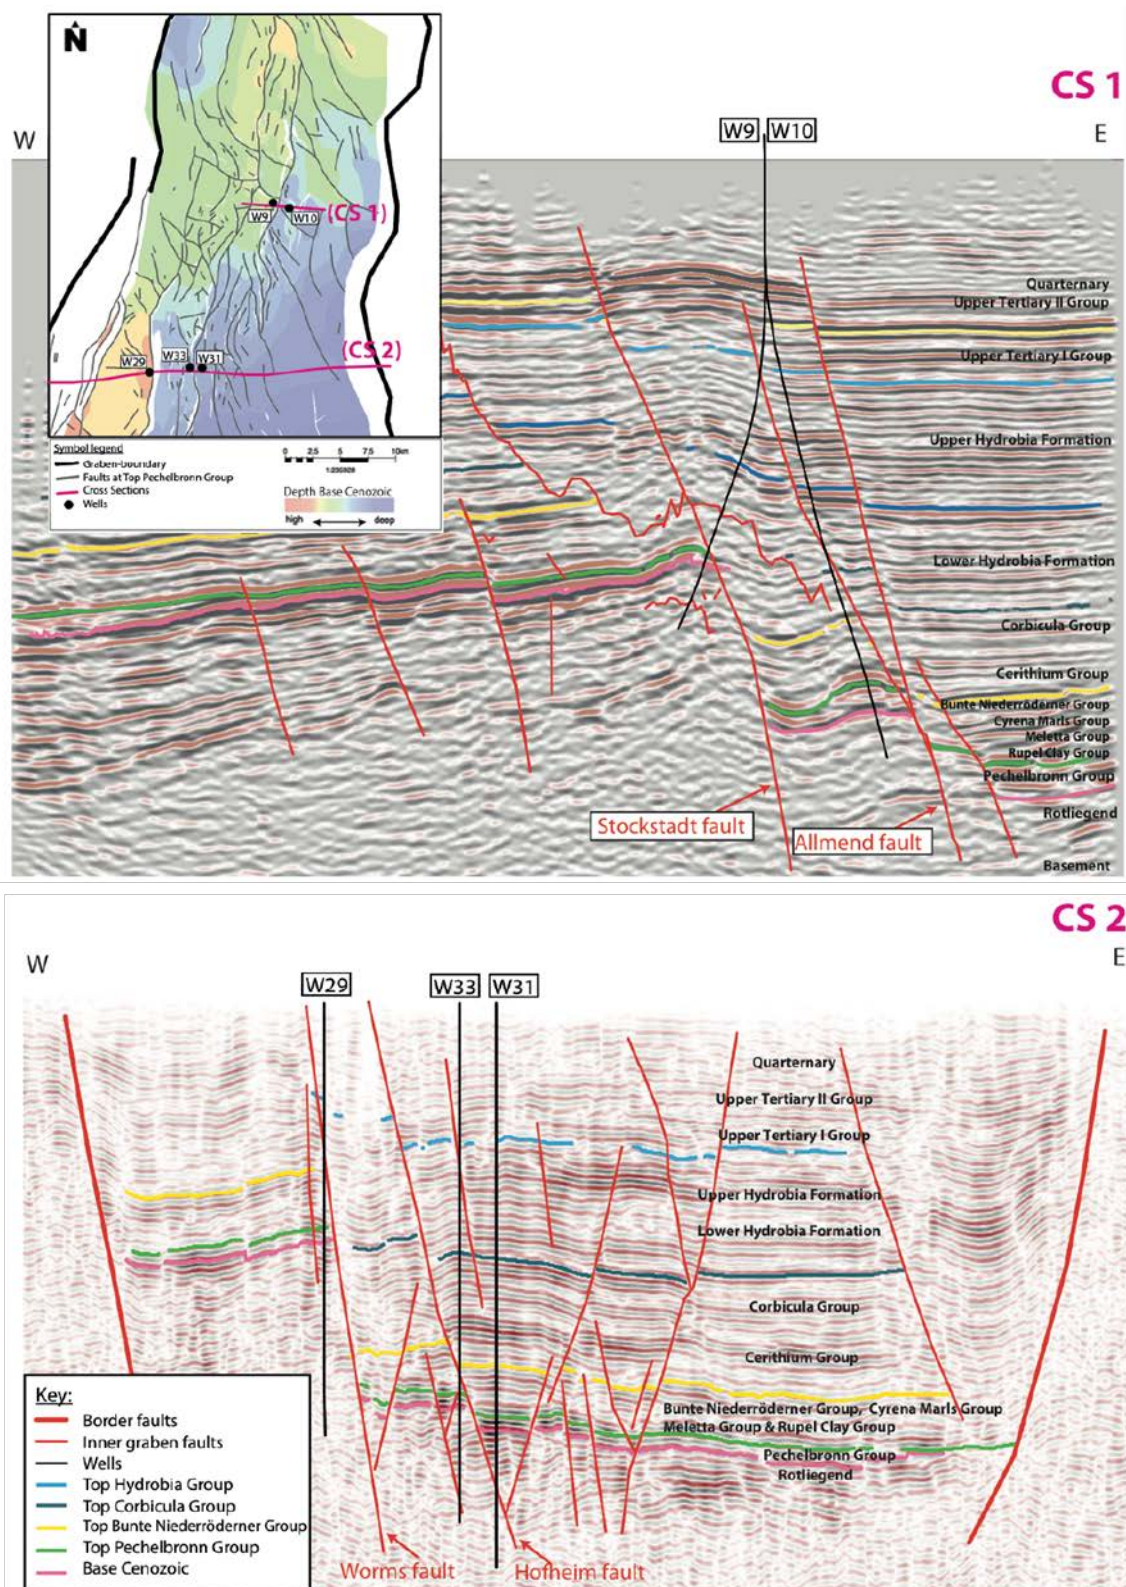 CS 1
N
W
E
W9
W10
(CS 1)
W9
W10
(CS 2)
W29
W33
W31
Symbol legend
Graben-boundary
Faults at Top Pechelbronn Group
Cross Sections
Wells
0 2,5 5 7,5 10km
Depth Base Cenozoic
high
deep
Quarternary
Upper Tertiary II Group
Upper Tertiary I Group
Upper Hydrobia Formation
Lower Hydrobia Formation
Corbicula Group
Cerithium Group
Bunte Niederröderner Group
Cyrena Marls Group
Meletta Group
Rupel Clay Group
Pechelbronn Group
Rotliegend
Basement
Stockstadt fault
Allmend fault
CS 2
W
E
W29
W33
W31
Quarternary
Upper Tertiary II Group
Upper Tertiary I Group
Upper Hydrobia Formation
Lower Hydrobia Formation
Corbicula Group
Cerithium Group
Bunte Niederröderner Group, Cyrena Marls Group
Meletta Group & Rupel Clay Group
Pechelbronn Group
Rotliegend
Key:
Border faults
Inner graben faults
Wells
Top Hydrobia Group
Top Corbicula Group
Top Bunte Niederröderner Group
Top Pechelbronn Group
Base Cenozoic
Worms fault
Hofheim fault